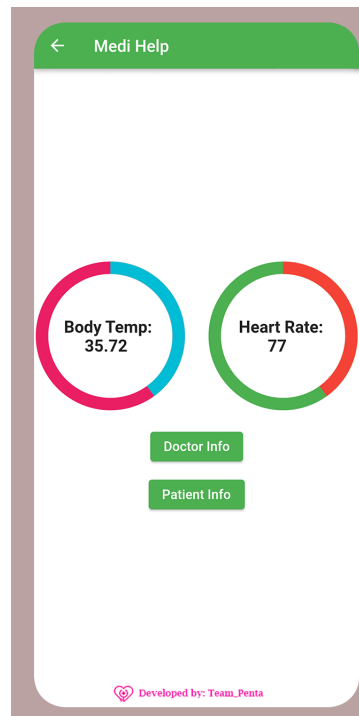 Medi Help
Body Temp:
35.72
Heart Rate:
77
Doctor Info
Patient Info
Developed by: Team_Penta